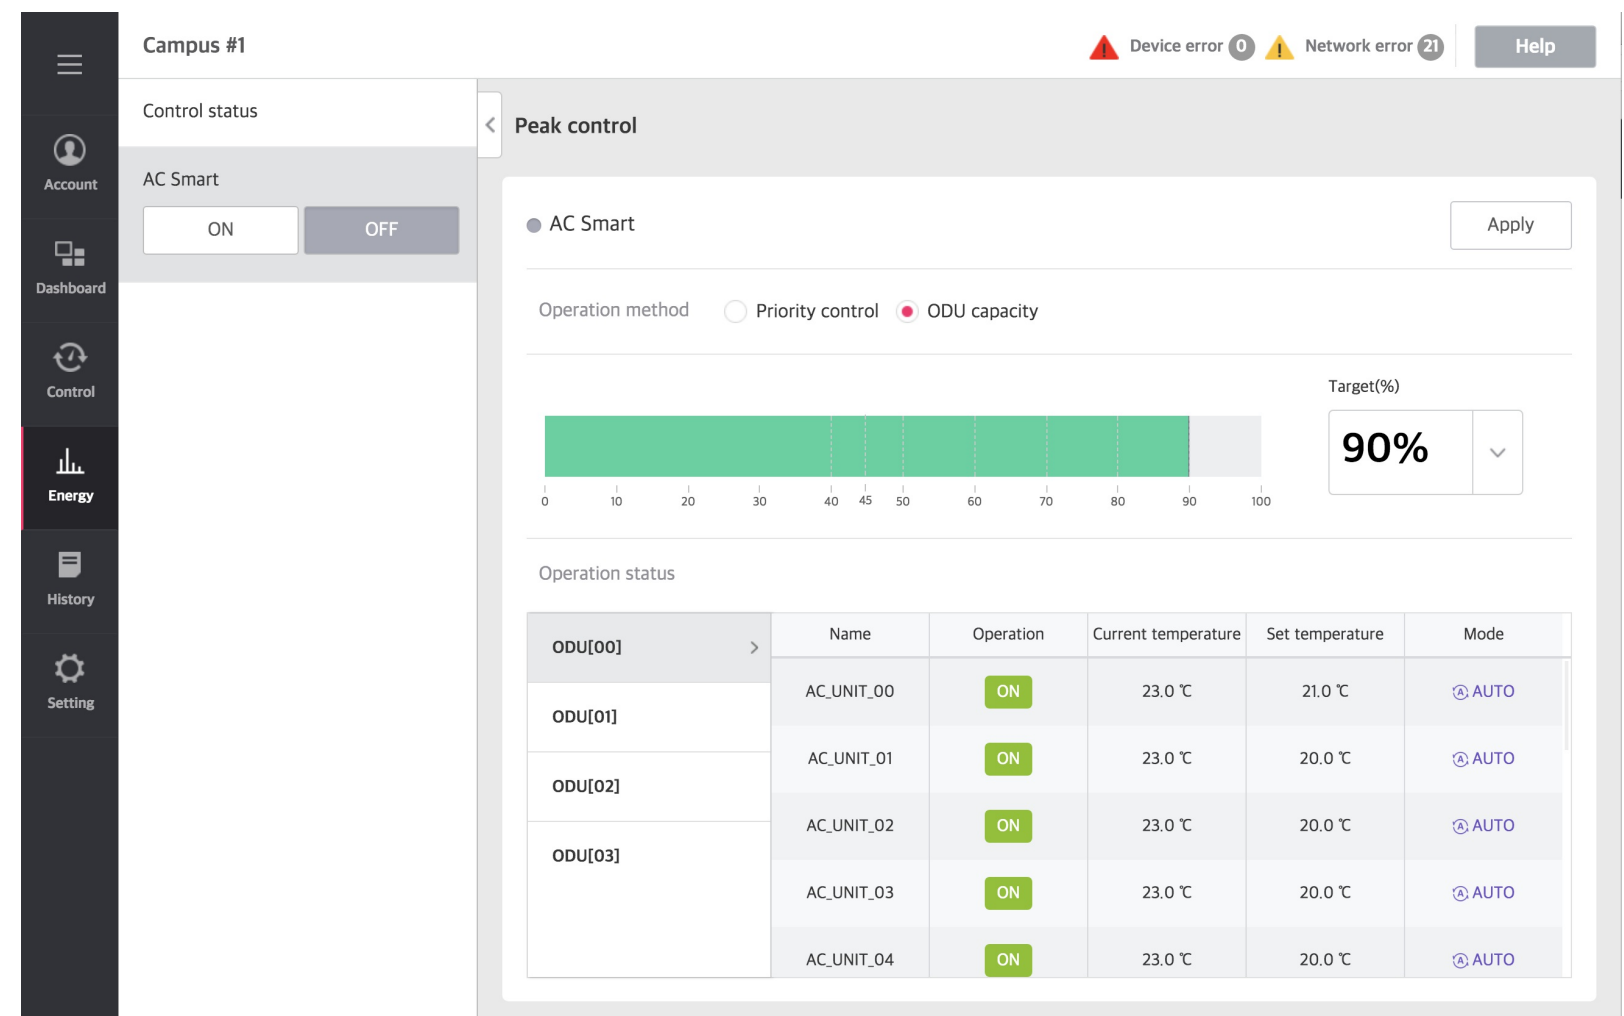 Campus #1
Device error 0
Network error 21
Help
Account
Dashboard
Control
Energy
History
Setting
Control status
AC Smart
ON OFF
Peak control
AC Smart
Apply
Operation method Priority control ODU capacity
Target(%)
90%
0 10 20 30 40 45 50 60 70 80 90 100
Operation status
ODU[00]
ODU[01]
ODU[02]
ODU[03]
Name Operation Current temperature Set temperature Mode
AC_UNIT_00 ON 23.0 ℃ 21.0 ℃ A AUTO
AC_UNIT_01 ON 23.0 ℃ 20.0 ℃ A AUTO
AC_UNIT_02 ON 23.0 ℃ 20.0 ℃ A AUTO
AC_UNIT_03 ON 23.0 ℃ 20.0 ℃ A AUTO
AC_UNIT_04 ON 23.0 ℃ 20.0 ℃ A AUTO